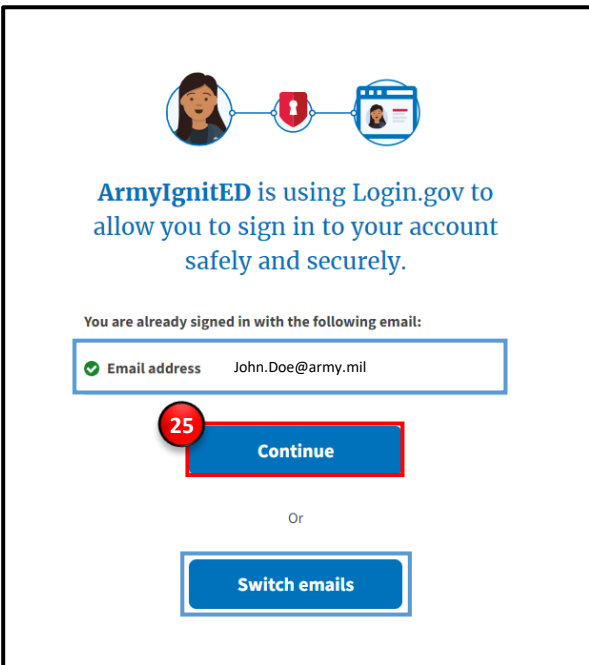 ArmyIgnitED is using Login.gov to
allow you to sign in to your account
safely and securely.
You are already signed in with the following email:
Email address John.Doe@army.mil
25
Continue
Or
Switch emails